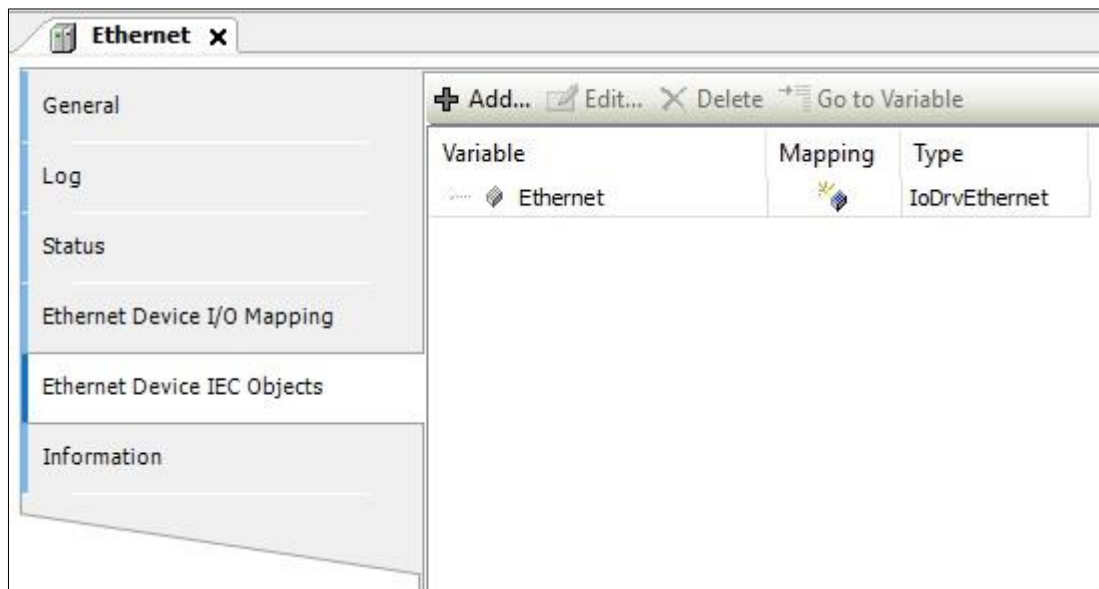 Ethernet
General
Log
Status
Ethernet Device I/O Mapping
Ethernet Device IEC Objects
Information
Add... Edit... Delete Go to Variable
Variable Mapping Type
Ethernet IoDrvEthernet